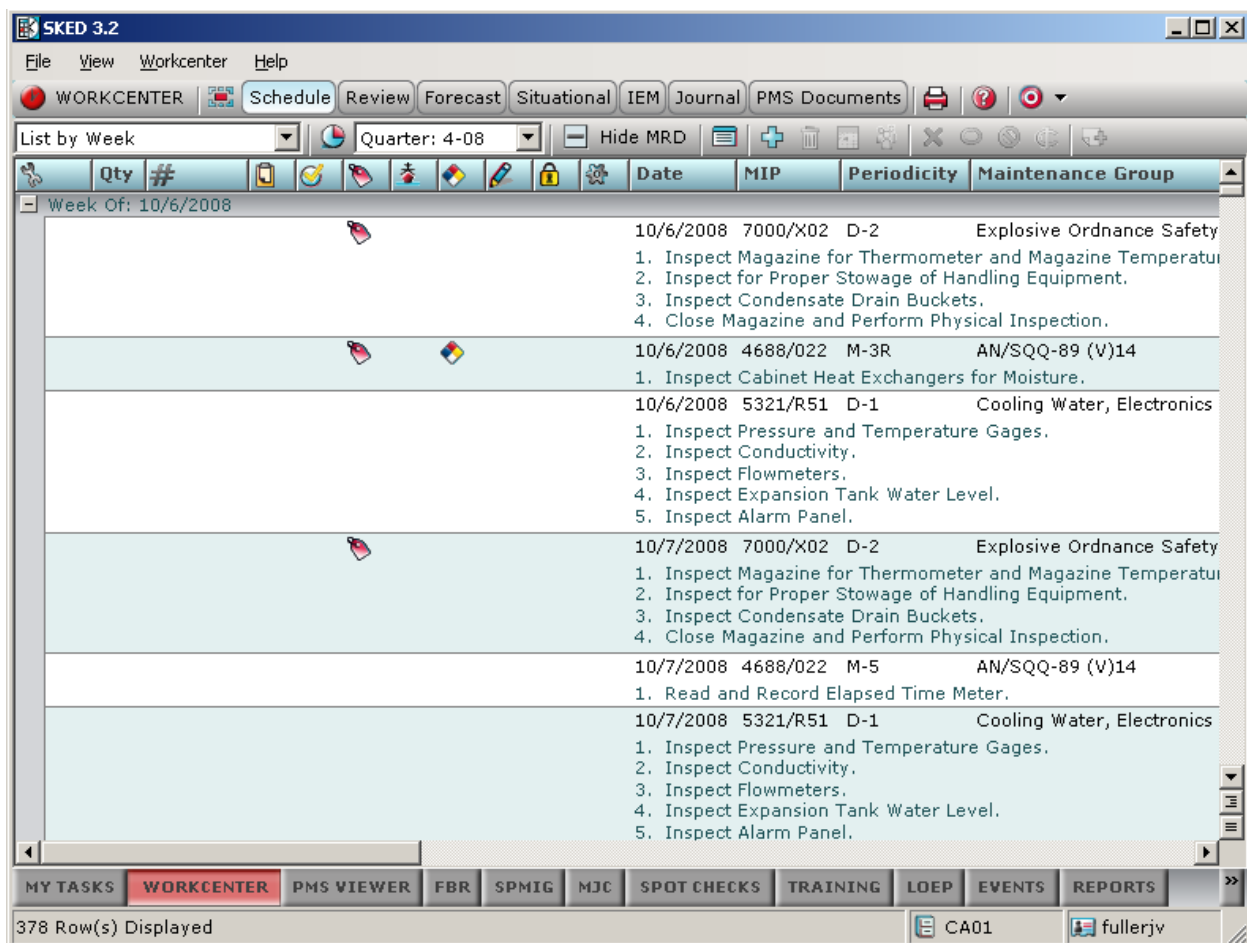 SKED 3.2
File View Workcenter Help
WORKCENTER Schedule Review Forecast Situational IEM Journal PMS Documents
List by Week Quarter: 4-08 Hide MRD
Qty # Date MIP Periodicity Maintenance Group
Week Of: 10/6/2008
10/6/2008 7000/X02 D-2 Explosive Ordnance Safety
1. Inspect Magazine for Thermometer and Magazine Temperatu
2. Inspect for Proper Stowage of Handling Equipment.
3. Inspect Condensate Drain Buckets.
4. Close Magazine and Perform Physical Inspection.
10/6/2008 4688/022 M-3R AN/SQQ-89 (V)14
1. Inspect Cabinet Heat Exchangers for Moisture.
10/6/2008 5321/R51 D-1 Cooling Water, Electronics
1. Inspect Pressure and Temperature Gages.
2. Inspect Conductivity.
3. Inspect Flowmeters.
4. Inspect Expansion Tank Water Level.
5. Inspect Alarm Panel.
10/7/2008 7000/X02 D-2 Explosive Ordnance Safety
1. Inspect Magazine for Thermometer and Magazine Temperatu
2. Inspect for Proper Stowage of Handling Equipment.
3. Inspect Condensate Drain Buckets.
4. Close Magazine and Perform Physical Inspection.
10/7/2008 4688/022 M-5 AN/SQQ-89 (V)14
1. Read and Record Elapsed Time Meter.
10/7/2008 5321/R51 D-1 Cooling Water, Electronics
1. Inspect Pressure and Temperature Gages.
2. Inspect Conductivity.
3. Inspect Flowmeters.
4. Inspect Expansion Tank Water Level.
5. Inspect Alarm Panel.
MY TASKS WORKCENTER PMS VIEWER FBR SPMIG MJC SPOT CHECKS TRAINING LOEP EVENTS REPORTS »
378 Row(s) Displayed CA01 fullerjv